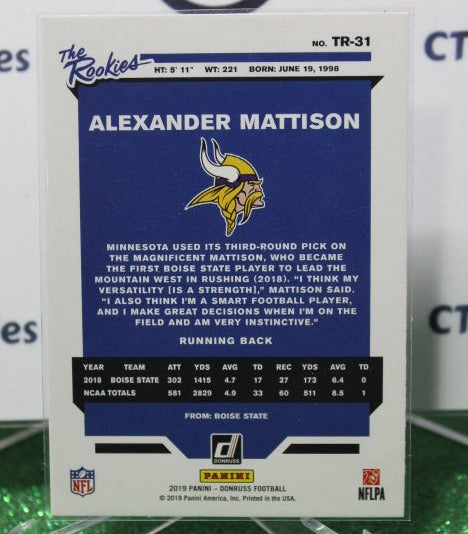 CT
bles
NO. TR-31
The
Rookies
HT: 5' 11" WT: 221 BORN: JUNE 19, 1998
ALEXANDER MATTISON
MINNESOTA USED ITS THIRD-ROUND PICK ON
THE MAGNIFICENT MATTISON, WHO BECAME
THE FIRST BOISE STATE PLAYER TO LEAD THE
MOUNTAIN WEST IN RUSHING (2018). "I THINK MY
VERSATILITY [IS A STRENGTH]," MATTISON SAID.
"I ALSO THINK I'M A SMART FOOTBALL PLAYER,
AND I MAKE GREAT DECISIONS WHEN I'M ON THE
FIELD AND AM VERY INSTINCTIVE."
RUNNING BACK
CT
bles
YEAR TEAM ATT YDS AVG TD REC YDS AVG TD
2018 BOISE STATE 302 1415 4.7 17 27 173 6.4 0
NCAA TOTALS 581 2829 4.9 33 60 511 8.5 1
FROM: BOISE STATE
D
DONRUSS
PANINI
NFL
NFLPA
2019 PANINI – DONRUSS FOOTBALL
© 2019 Panini America, Inc. Printed in the USA.